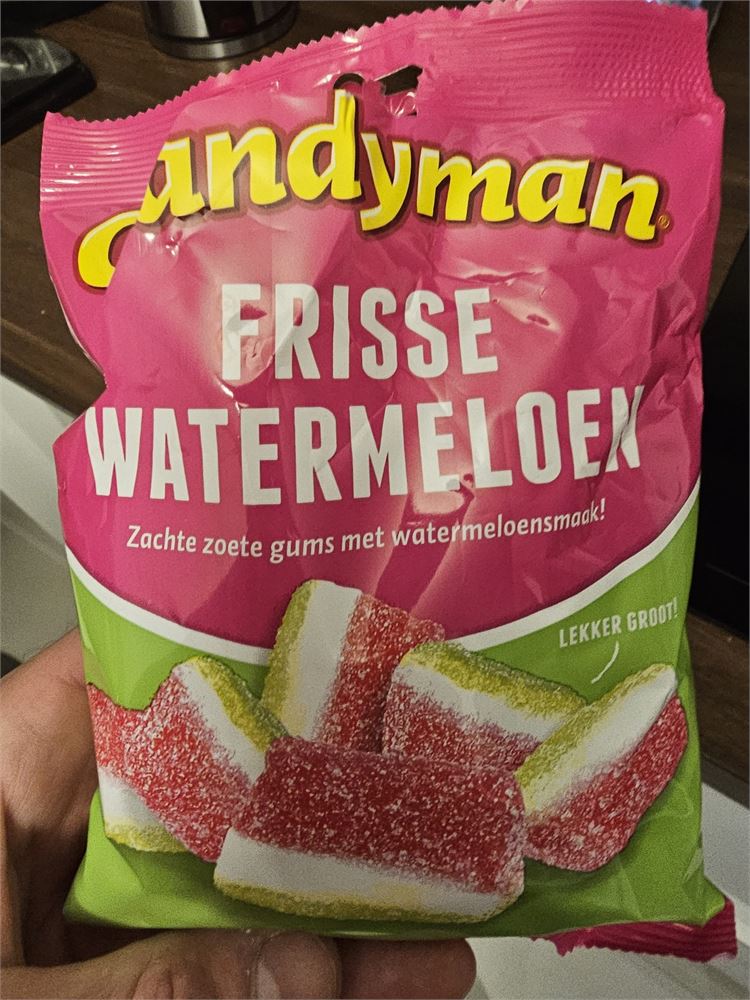 Candyman®
FRISSE
WATERMELOEN
Zachte zoete gums met watermeloensmaak!
LEKKER GROOT!